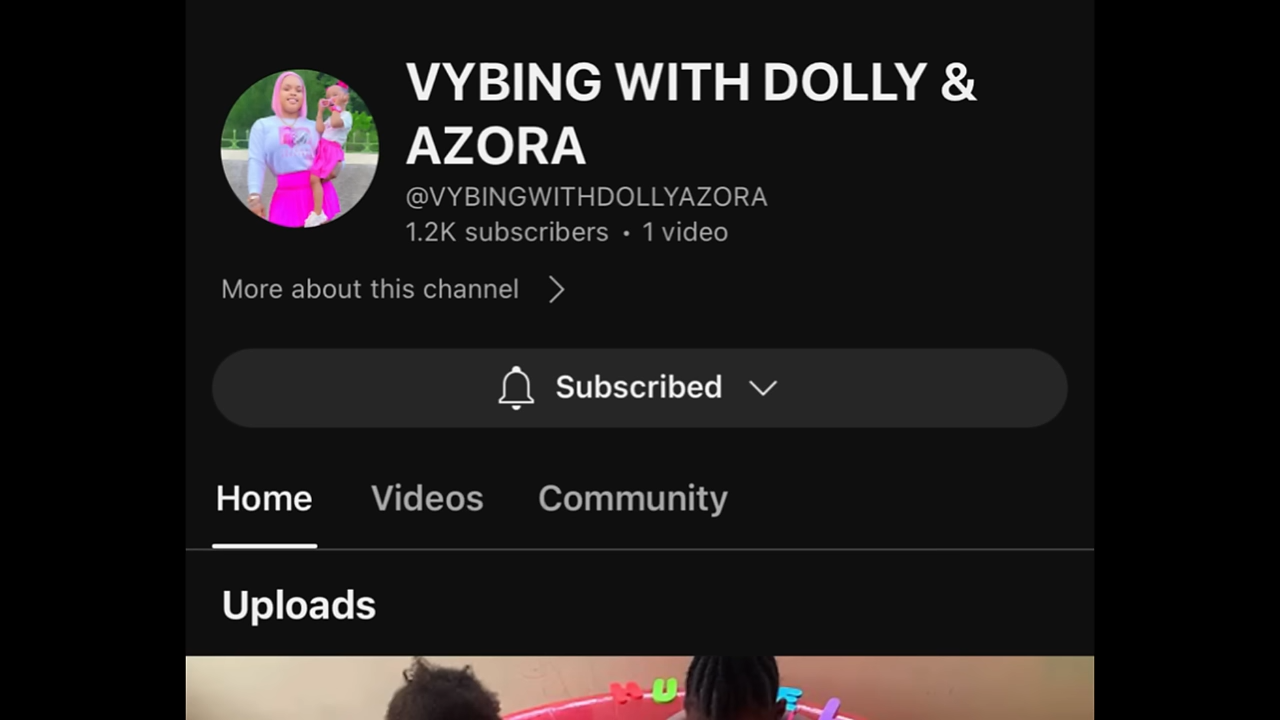 VYBING WITH DOLLY &
AZORA
@VYBINGWITHDOLLYAZORA
1.2K subscribers • 1 video
More about this channel
Subscribed
Home Videos Community
Uploads